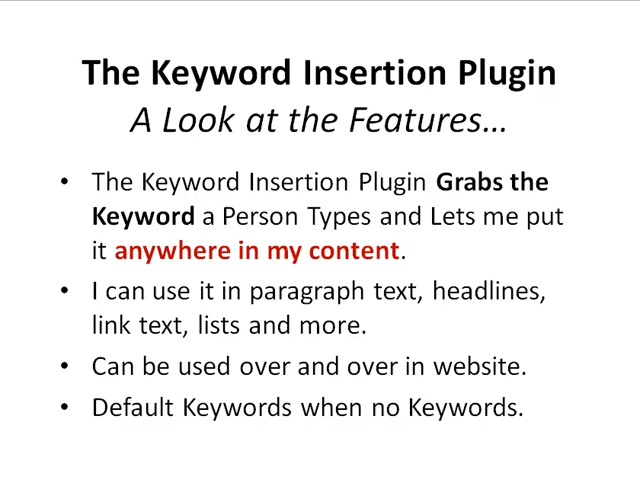 The Keyword Insertion Plugin
A Look at the Features…
• The Keyword Insertion Plugin Grabs the
Keyword a Person Types and Lets me put
it anywhere in my content.
• I can use it in paragraph text, headlines,
link text, lists and more.
• Can be used over and over in website.
• Default Keywords when no Keywords.